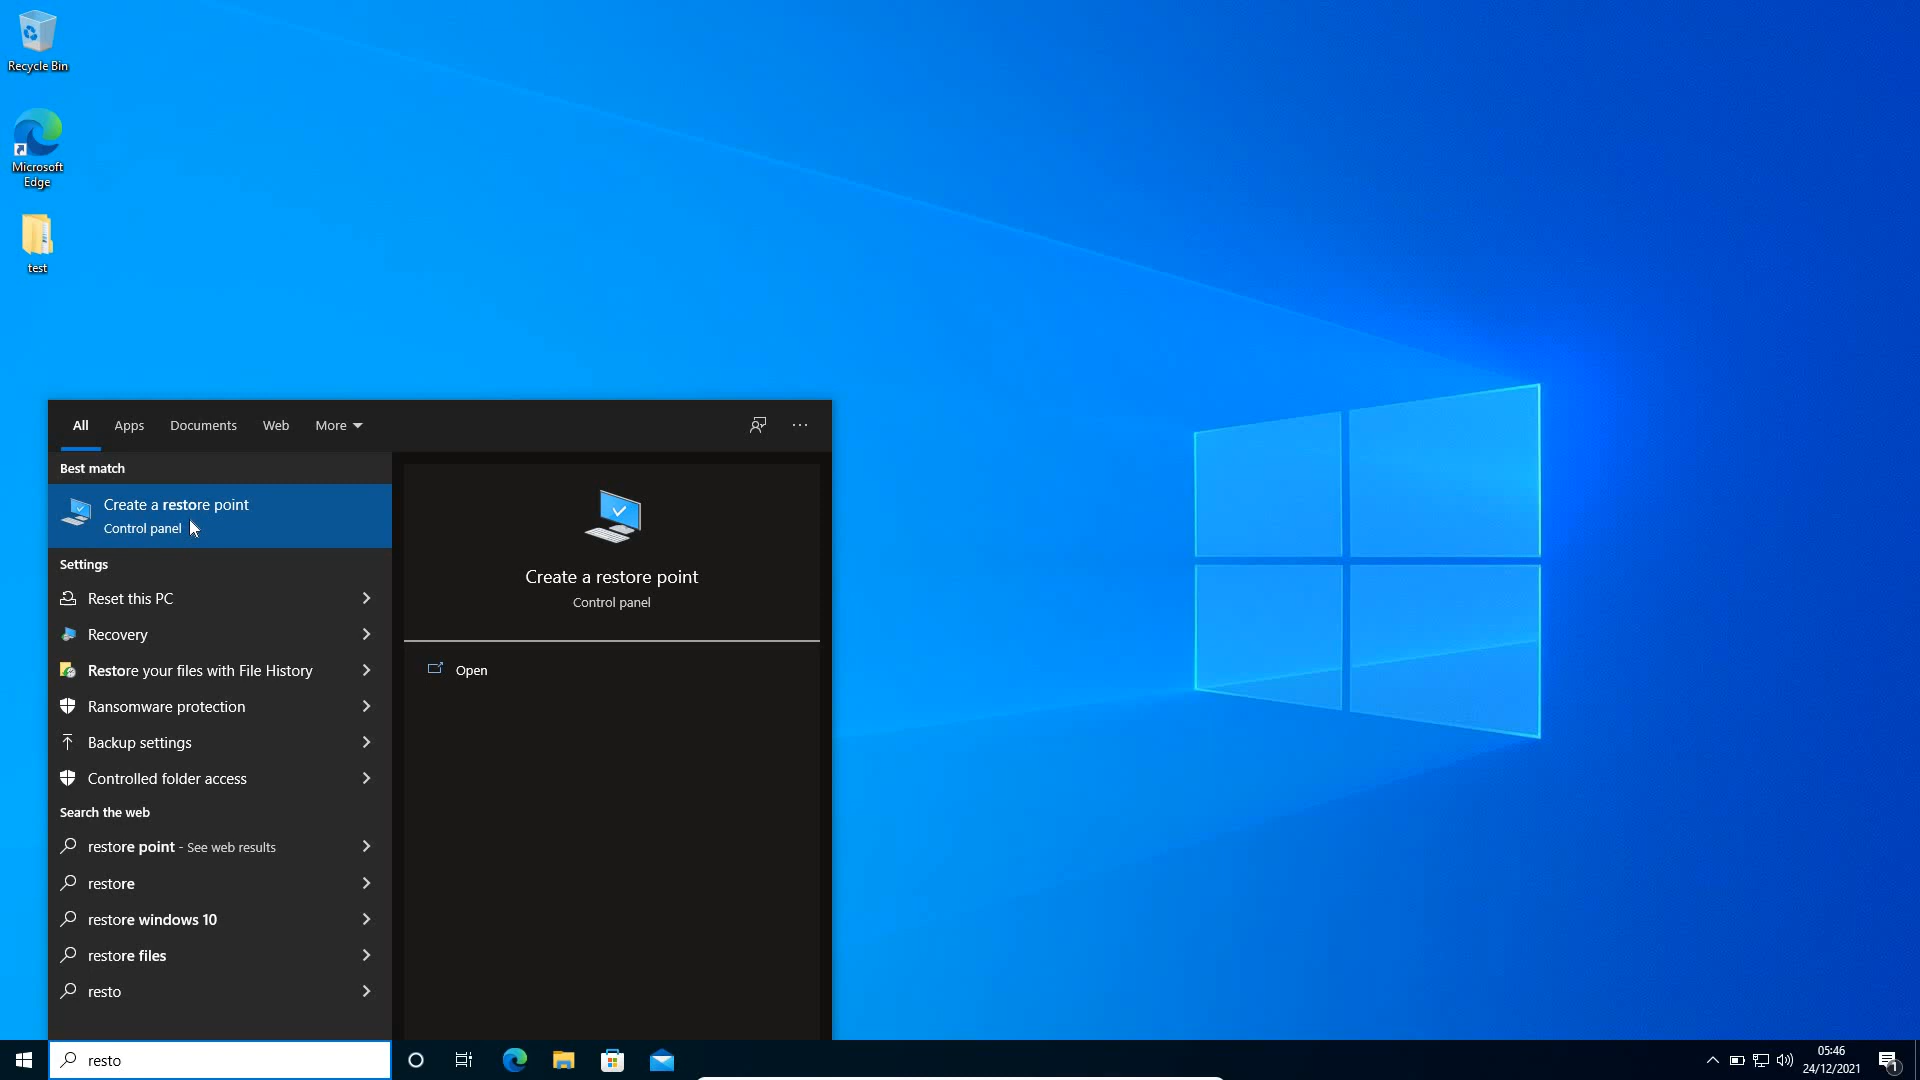 Recycle Bin
Microsoft
Edge
test
All
Apps
Documents
Web
More
Best match
Create a restore point
Control panel
Settings
Reset this PC
Recovery
Restore your files with File History
Ransomware protection
Backup settings
Controlled folder access
Search the web
restore point - See web results
restore
restore windows 10
restore files
resto
Create a restore point
Control panel
Open
resto
05:46
24/12/2021
1